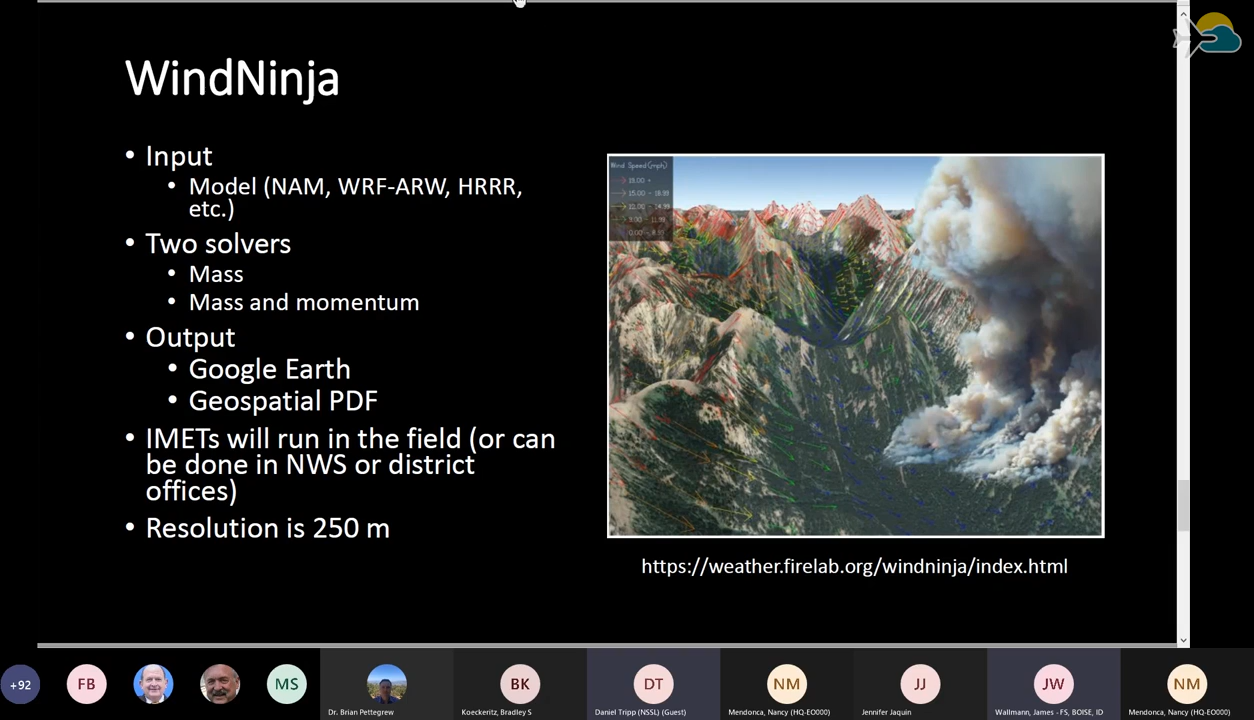 WindNinja
• Input
• Model (NAM, WRF-ARW, HRRR,
etc.)
• Two solvers
• Mass
• Mass and momentum
• Output
• Google Earth
• Geospatial PDF
• IMETs will run in the field (or can
be done in NWS or district
offices)
• Resolution is 250 m
Wind Speed (mph)
https://weather.firelab.org/windninja/index.html
+92
FB
MS
Dr. Brian Pettegrew
BK
Koeckeritz, Bradley S
DT
Daniel Tripp (NSSL) (Guest)
NM
Mendonca, Nancy (HQ-EO000)
JJ
Jennifer Jaquin
JW
Wallmann, James - FS, BOISE, ID
NM
Mendonca, Nancy (HQ-EO000)